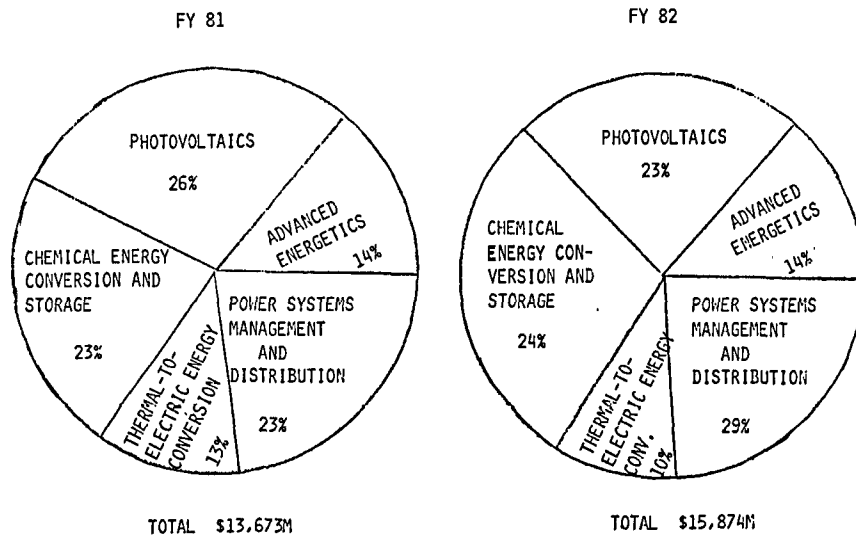 FY 81
PHOTOVOLTAICS
26%
ADVANCED
ENERGETICS
14%
CHEMICAL ENERGY
CONVERSION AND
STORAGE
23%
POWER SYSTEMS
MANAGEMENT
AND
DISTRIBUTION
23%
THERMAL-TO-
ELECTRIC ENERGY
CONVERSION
13%
TOTAL $13,673M
FY 82
PHOTOVOLTAICS
23%
ADVANCED
ENERGETICS
14%
CHEMICAL
ENERGY CON-
VERSION AND
STORAGE
24%
POWER SYSTEMS
MANAGEMENT
AND
DISTRIBUTION
29%
THERMAL-TO-
ELECTRIC ENERGY
CONV.
10%
TOTAL $15,874M